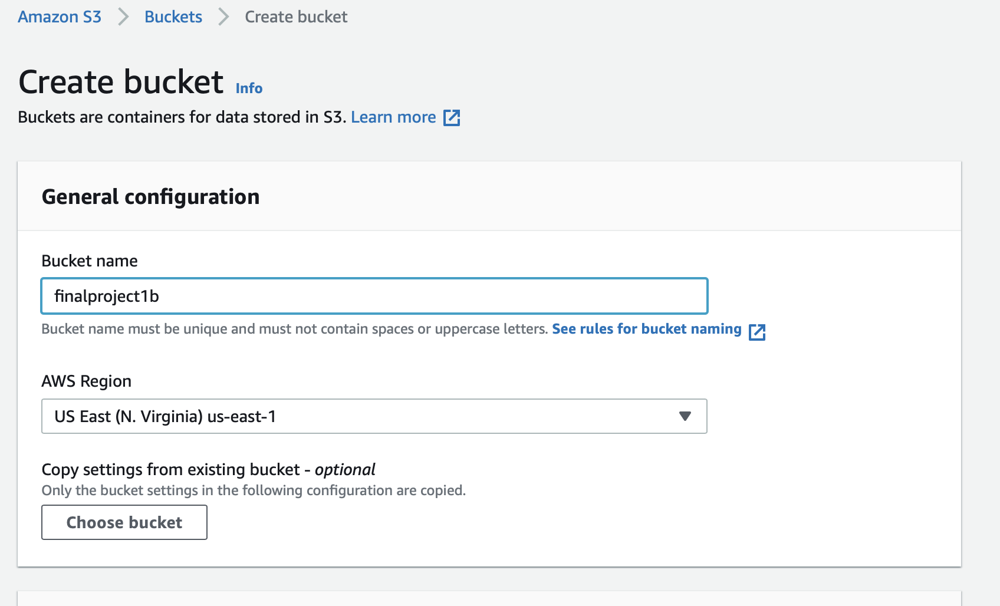 Amazon S3 Buckets Create bucket
Create bucket Info
Buckets are containers for data stored in S3. Learn more
General configuration
Bucket name
finalproject1b
Bucket name must be unique and must not contain spaces or uppercase letters. See rules for bucket naming
AWS Region
US East (N. Virginia) us-east-1
Copy settings from existing bucket - optional
Only the bucket settings in the following configuration are copied.
Choose bucket